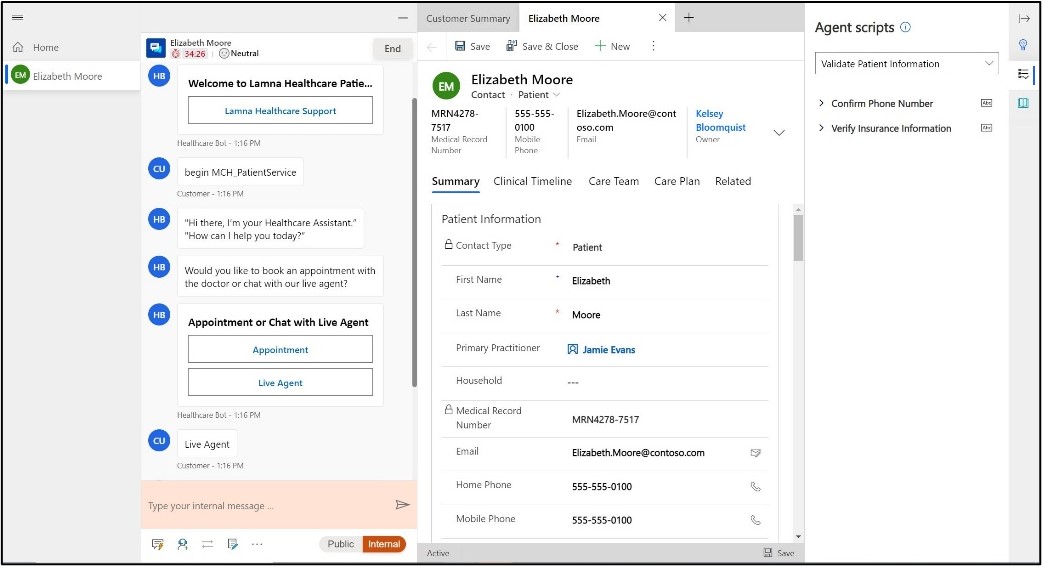 Home
EM
Elizabeth Moore
Elizabeth Moore
34:26
Neutral
End
HB
Welcome to Lamna Healthcare Patie...
Lamna Healthcare Support
Healthcare Bot - 1:16 PM
CU
begin MCH_PatientService
Customer - 1:16 PM
HB
"Hi there, I'm your Healthcare Assistant."
"How can I help you today?"
HB
Would you like to book an appointment with
the doctor or chat with our live agent?
HB
Appointment or Chat with Live Agent
Appointment
Live Agent
Healthcare Bot - 1:16 PM
CU
Live Agent
Customer - 1:16 PM
Type your internal message ...
Public
Internal
Customer Summary
Elizabeth Moore
Save
Save & Close
New
EM
Elizabeth Moore
Contact · Patient
MRN4278-
7517
Medical Record
Number
555-555-
0100
Mobile
Phone
Elizabeth.Moore@cont
oso.com
Email
Kelsey
Bloomquist
Owner
Summary
Clinical Timeline
Care Team
Care Plan
Related
Patient Information
Contact Type * Patient
First Name * Elizabeth
Last Name * Moore
Primary Practitioner Jamie Evans
Household ---
Medical Record
Number
MRN4278-7517
Email Elizabeth.Moore@contoso.com
Home Phone 555-555-0100
Mobile Phone 555-555-0100
Active
Save
Agent scripts
Validate Patient Information
Confirm Phone Number
Abc
Verify Insurance Information
Abc